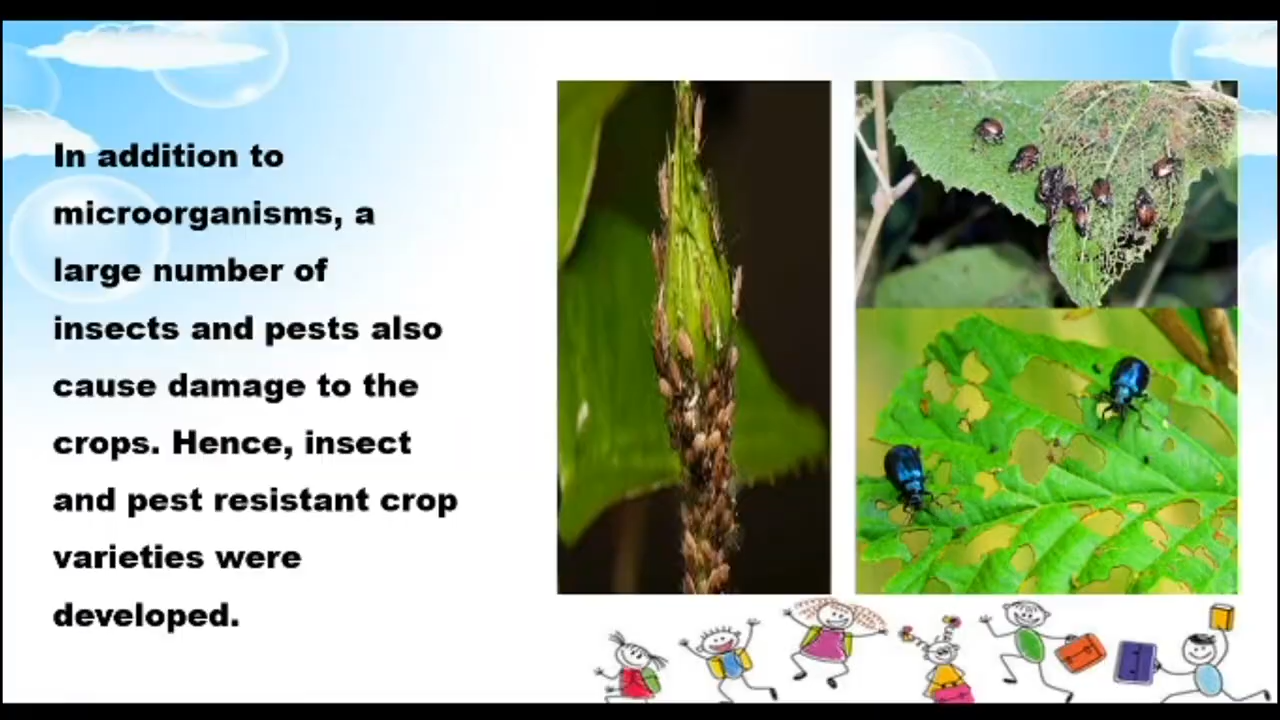 In addition to
microorganisms, a
large number of
insects and pests also
cause damage to the
crops. Hence, insect
and pest resistant crop
varieties were
developed.